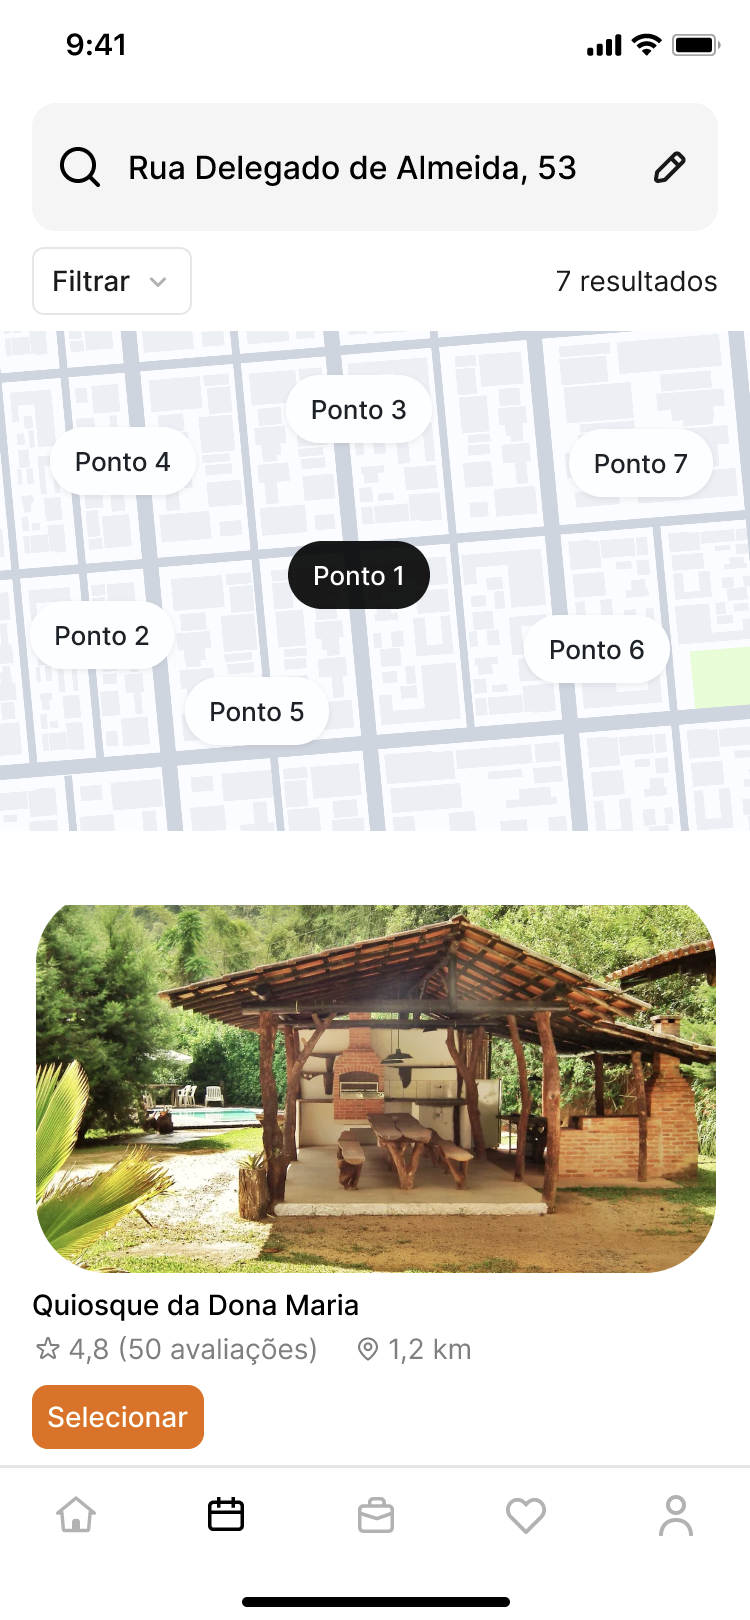 9:41
Rua Delegado de Almeida, 53
Filtrar
7 resultados
Ponto 3
Ponto 4
Ponto 7
Ponto 1
Ponto 2
Ponto 6
Ponto 5
Quiosque da Dona Maria
4,8 (50 avaliações) 1,2 km
Selecionar